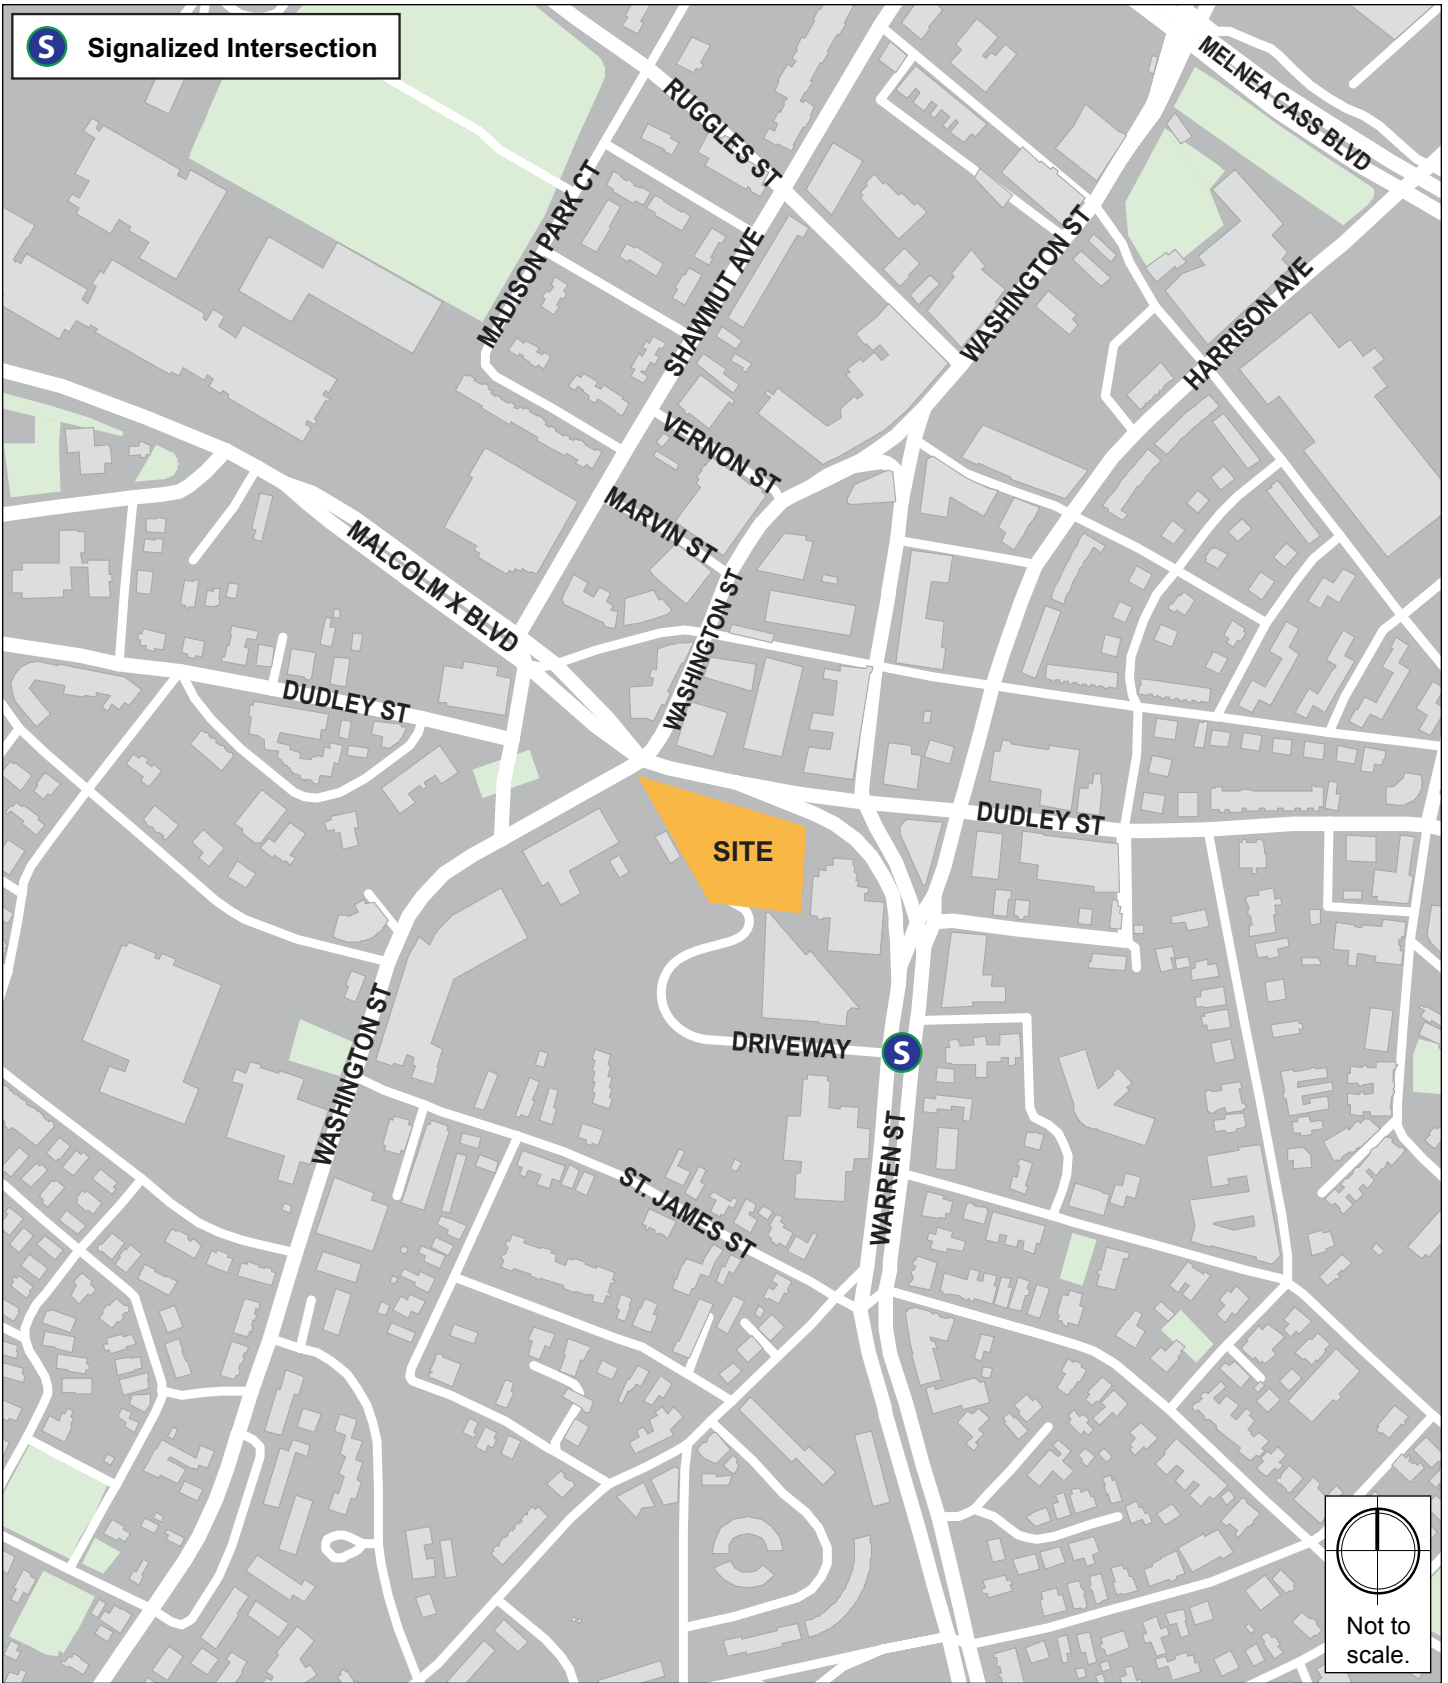 S Signalized Intersection
MELNEA CASS BLVD
RUGGLES ST
MADISON PARK CT
SHAWMUT AVE
WASHINGTON ST
HARRISON AVE
VERNON ST
MARVIN ST
MALCOLM X BLVD
WASHINGTON ST
DUDLEY ST
DUDLEY ST
SITE
WASHINGTON ST
DRIVEWAY
S
WARREN ST
ST. JAMES ST
Not to
scale.